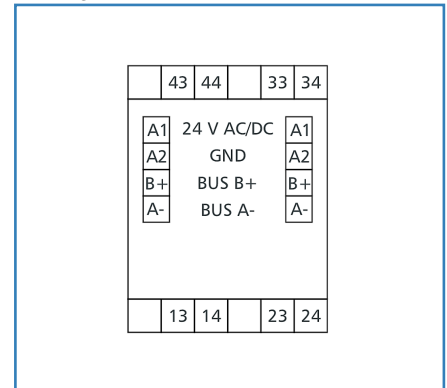 43 44 33 34
A1 24 V AC/DC A1
A2 GND A2
B+ BUS B+ B+
A- BUS A- A-
13 14 23 24